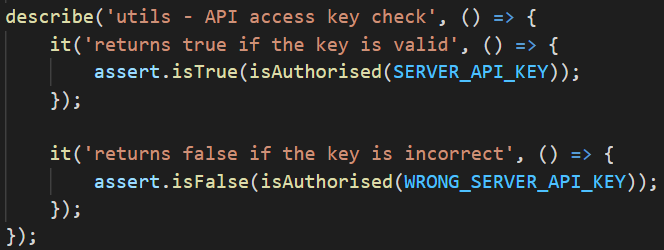 describe('utils - API access key check', () => {
    it('returns true if the key is valid', () => {
        assert.isTrue(isAuthorised(SERVER_API_KEY));
    });

    it('returns false if the key is incorrect', () => {
        assert.isFalse(isAuthorised(WRONG_SERVER_API_KEY));
    });
});